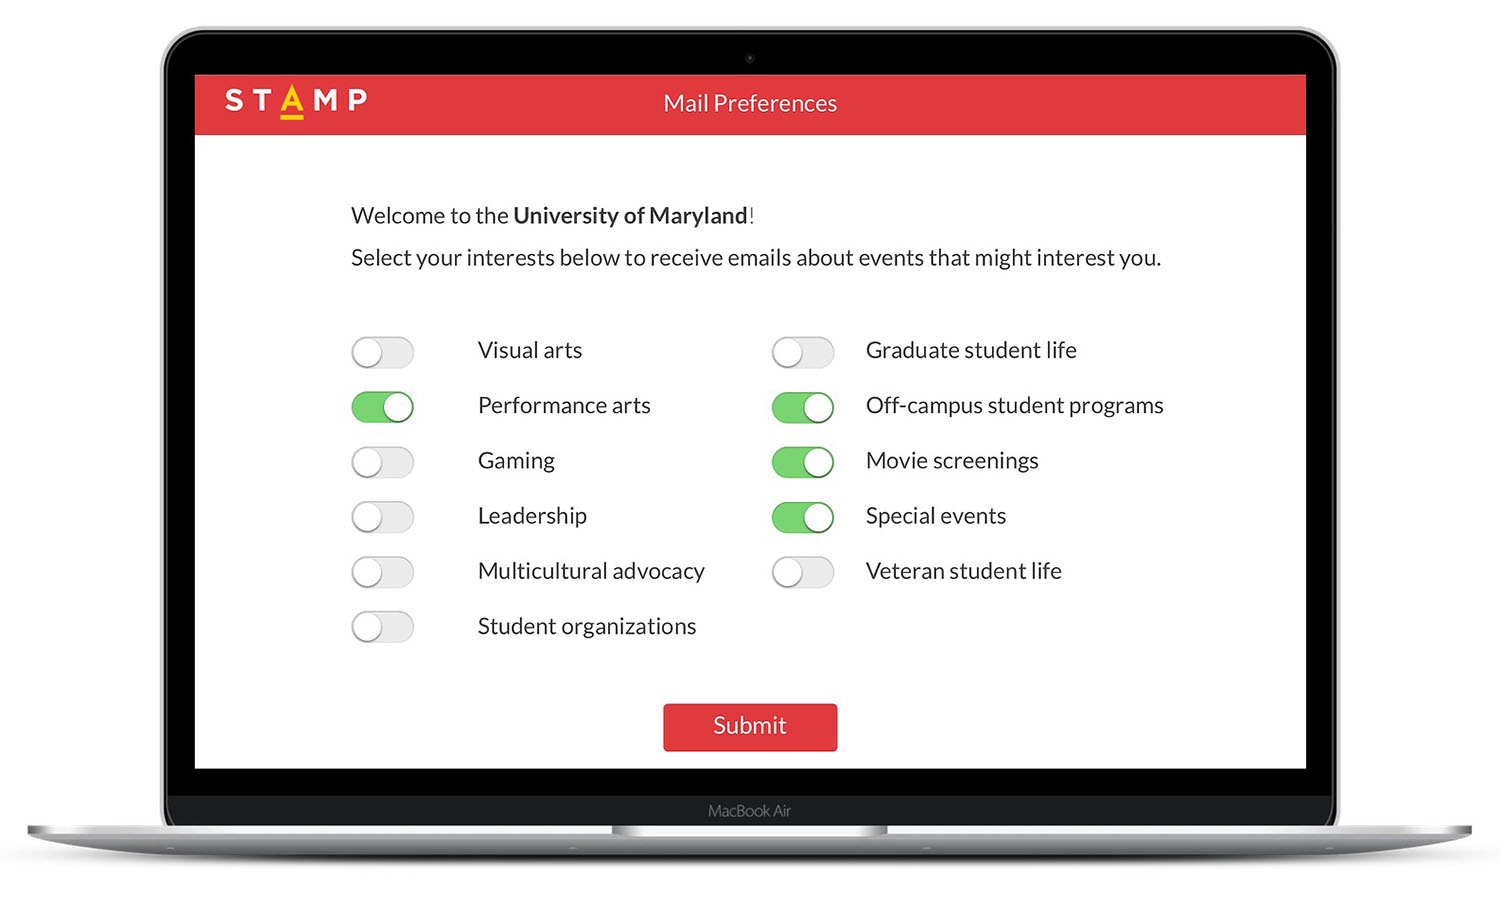 STAMP
Mail Preferences
Welcome to the University of Maryland!
Select your interests below to receive emails about events that might interest you.
Visual arts
Performance arts
Gaming
Leadership
Multicultural advocacy
Student organizations
Graduate student life
Off-campus student programs
Movie screenings
Special events
Veteran student life
Submit
MacBook Air